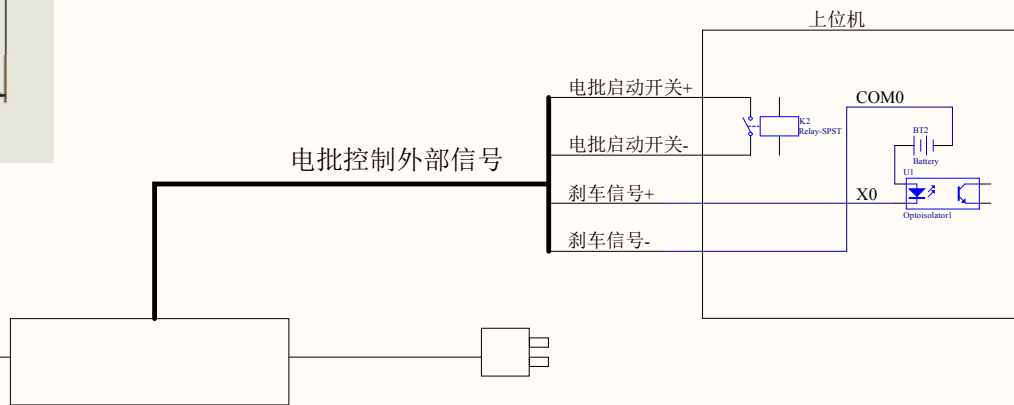 上位机
电批启动开关+
COM0
K2
Relay-SPST
BT2
电批启动开关-
电批控制外部信号
Battery
U1
刹车信号+
X0
Optoisolator1
刹车信号-